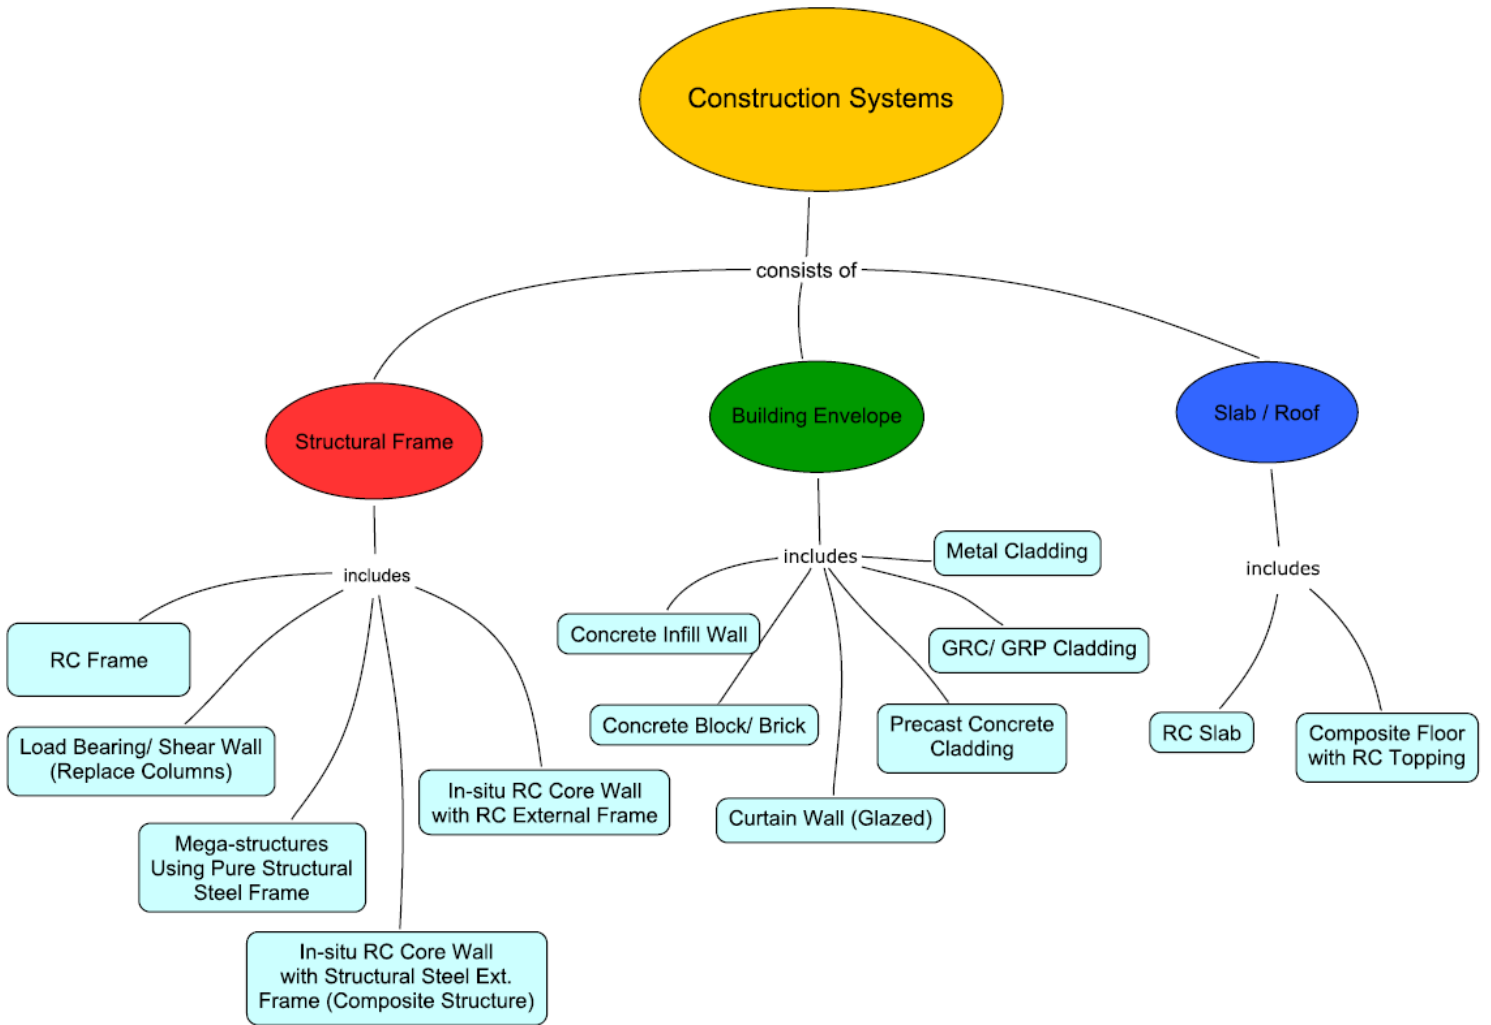 Construction Systems
consists of
Structural Frame
Building Envelope
Slab / Roof
includes
RC Frame
Load Bearing/ Shear Wall
(Replace Columns)
Mega-structures
Using Pure Structural
Steel Frame
In-situ RC Core Wall
with Structural Steel Ext.
Frame (Composite Structure)
In-situ RC Core Wall
with RC External Frame
includes
Concrete Infill Wall
Concrete Block/ Brick
Curtain Wall (Glazed)
Precast Concrete
Cladding
GRC/ GRP Cladding
Metal Cladding
includes
RC Slab
Composite Floor
with RC Topping